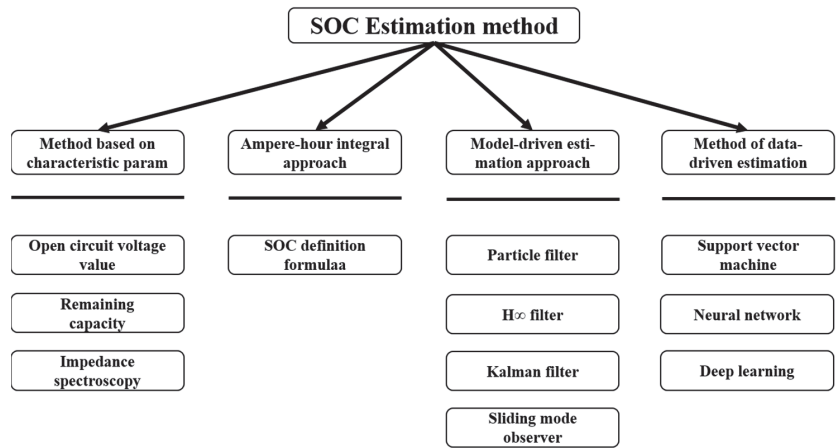 SOC Estimation method
Method based on
characteristic param
Ampere-hour integral
approach
Model-driven esti-
mation approach
Method of data-
driven estimation
Open circuit voltage
value
Remaining
capacity
Impedance
spectroscopy
SOC definition
formulaa
Particle filter
H∞ filter
Kalman filter
Sliding mode
observer
Support vector
machine
Neural network
Deep learning